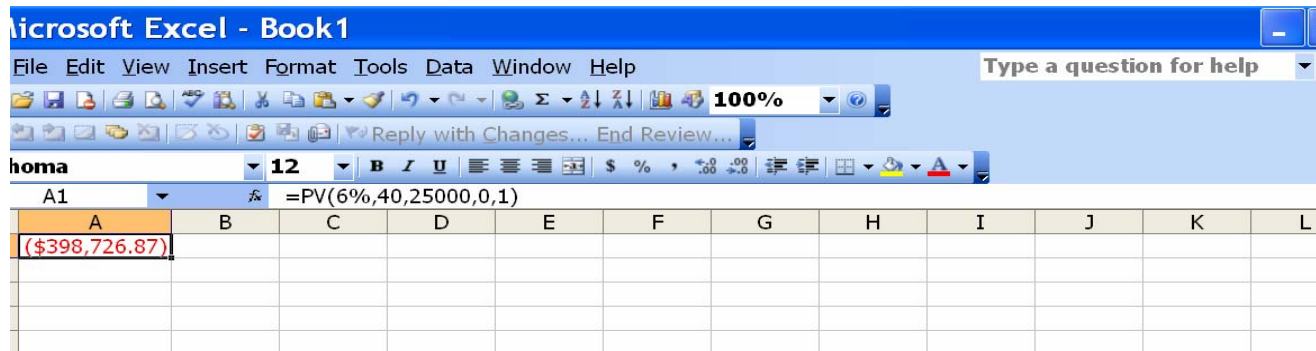 Microsoft Excel - Book1
File Edit View Insert Format Tools Data Window Help Type a question for help
100%
Reply with Changes... End Review...
homa 12 B I U $ % ,
A1 fx =PV(6%,40,25000,0,1)
A B C D E F G H I J K L
($398,726.87)